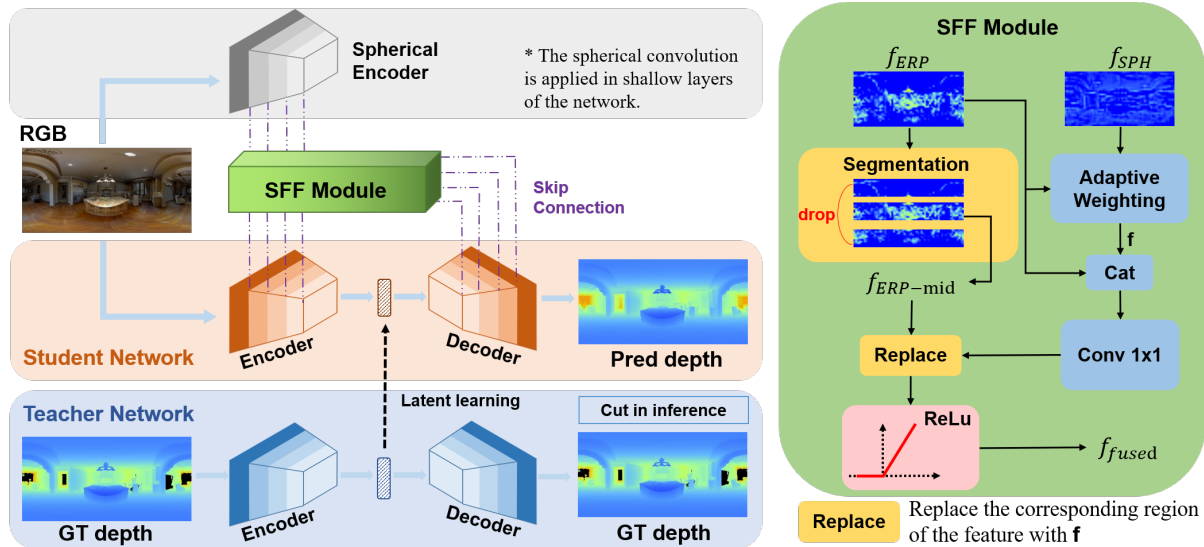 Spherical
Encoder
* The spherical convolution
is applied in shallow layers
of the network.
RGB
SFF Module
Skip
Connection
Encoder
Decoder
Student Network
Pred depth
Latent learning
Teacher Network
Cut in inference
GT depth
Encoder
Decoder
GT depth
SFF Module
f_ERP
f_SPH
Segmentation
drop
Adaptive
Weighting
f
Cat
f_ERP−mid
Replace
Conv 1x1
ReLu
f_fused
Replace
Replace the corresponding region
of the feature with f